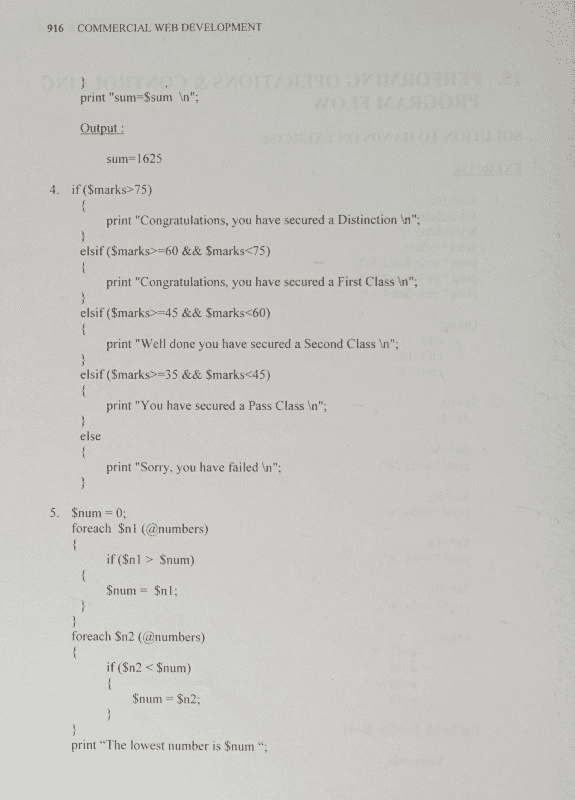 916 COMMERCIAL WEB DEVELOPMENT
}
print "sum=$sum \n";
Output :
sum=1625
4. if ($marks>75)
{
print "Congratulations, you have secured a Distinction \n";
}
elsif ($marks>=60 && $marks<75)
{
print "Congratulations, you have secured a First Class \n";
}
elsif ($marks>=45 && $marks<60)
{
print "Well done you have secured a Second Class \n";
}
elsif ($marks>=35 && $marks<45)
{
print "You have secured a Pass Class \n";
}
else
{
print "Sorry, you have failed \n";
}
5. $num = 0;
foreach $n1 (@numbers)
{
if ($n1 > $num)
{
$num = $n1;
}
}
foreach $n2 (@numbers)
{
if ($n2 < $num)
{
$num = $n2;
}
}
print “The lowest number is $num “;